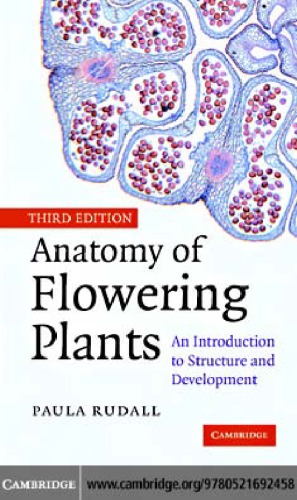 THIRD EDITION
Anatomy of
Flowering
Plants
An Introduction
to Structure and
Development
PAULA RUDALL
CAMBRIDGE
CAMBRIDGE www.cambridge.org/9780521692458